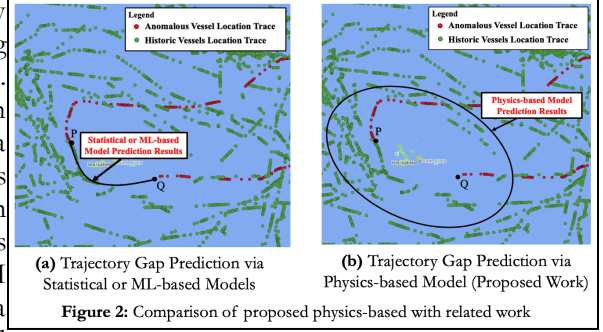 Legend
Anomalous Vessel Location Trace
Historic Vessels Location Trace
P
Statistical or ML-based
Model Prediction Results
Q
(a) Trajectory Gap Prediction via
Statistical or ML-based Models
Legend
Anomalous Vessel Location Trace
Historic Vessels Location Trace
Physics-based Model
Prediction Results
P
Q
(b) Trajectory Gap Prediction via
Physics-based Model (Proposed Work)
Figure 2: Comparison of proposed physics-based with related work